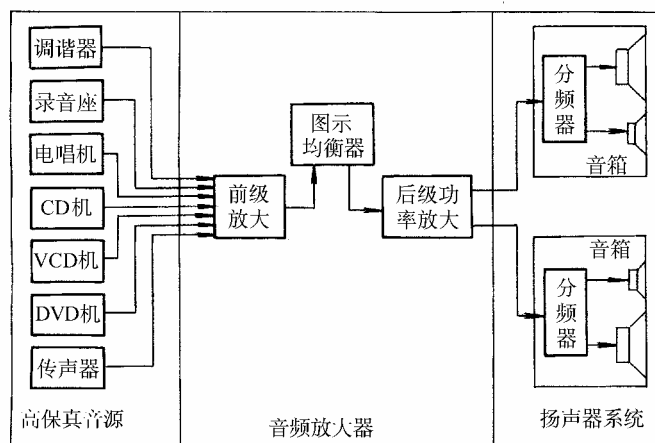 调谐器
录音座
电唱机
CD机
VCD机
DVD机
传声器
高保真音源
前级
放大
图示
均衡器
后级功
率放大
音频放大器
分
频
器
音箱
音箱
分
频
器
扬声器系统